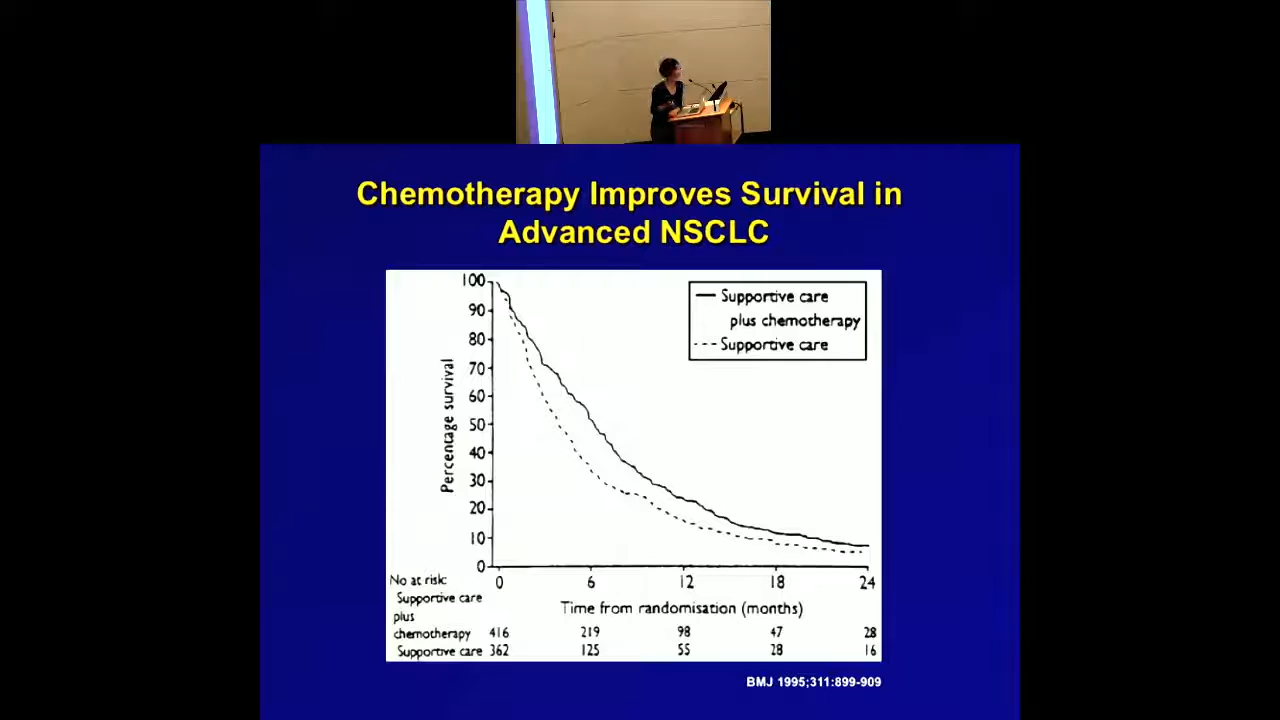 Chemotherapy Improves Survival in
Advanced NSCLC
100
90
80
70
60
50
40
30
20
10
0
Percentage survival
Supportive care
plus chemotherapy
Supportive care
0 6 12 18 24
Time from randomisation (months)
No at risk:
Supportive care
plus
chemotherapy 416 219 98 47 28
Supportive care 362 125 55 28 16
BMJ 1995;311:899-909